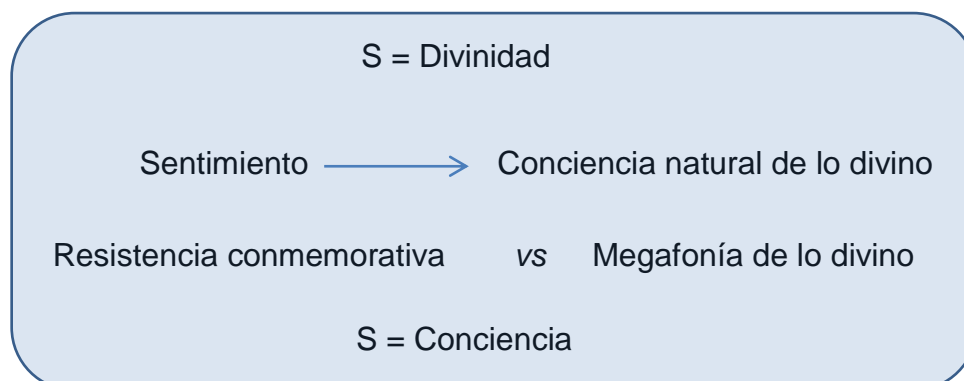 S = Divinidad
Sentimiento Conciencia natural de lo divino
Resistencia conmemorativa vs Megafonía de lo divino
S = Conciencia